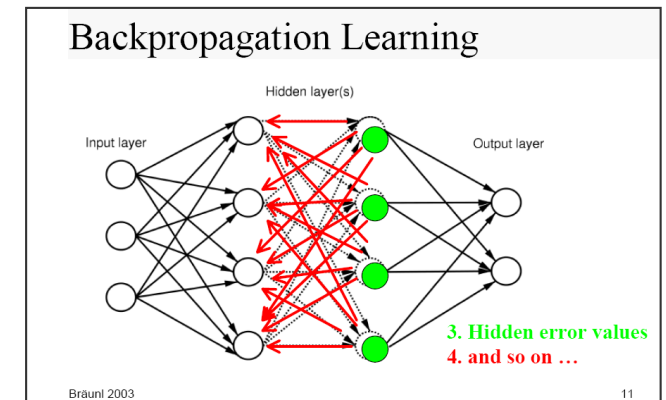 Backpropagation Learning
Hidden layer(s)
Input layer
Output layer
3. Hidden error values
4. and so on …
Bräunl 2003
11